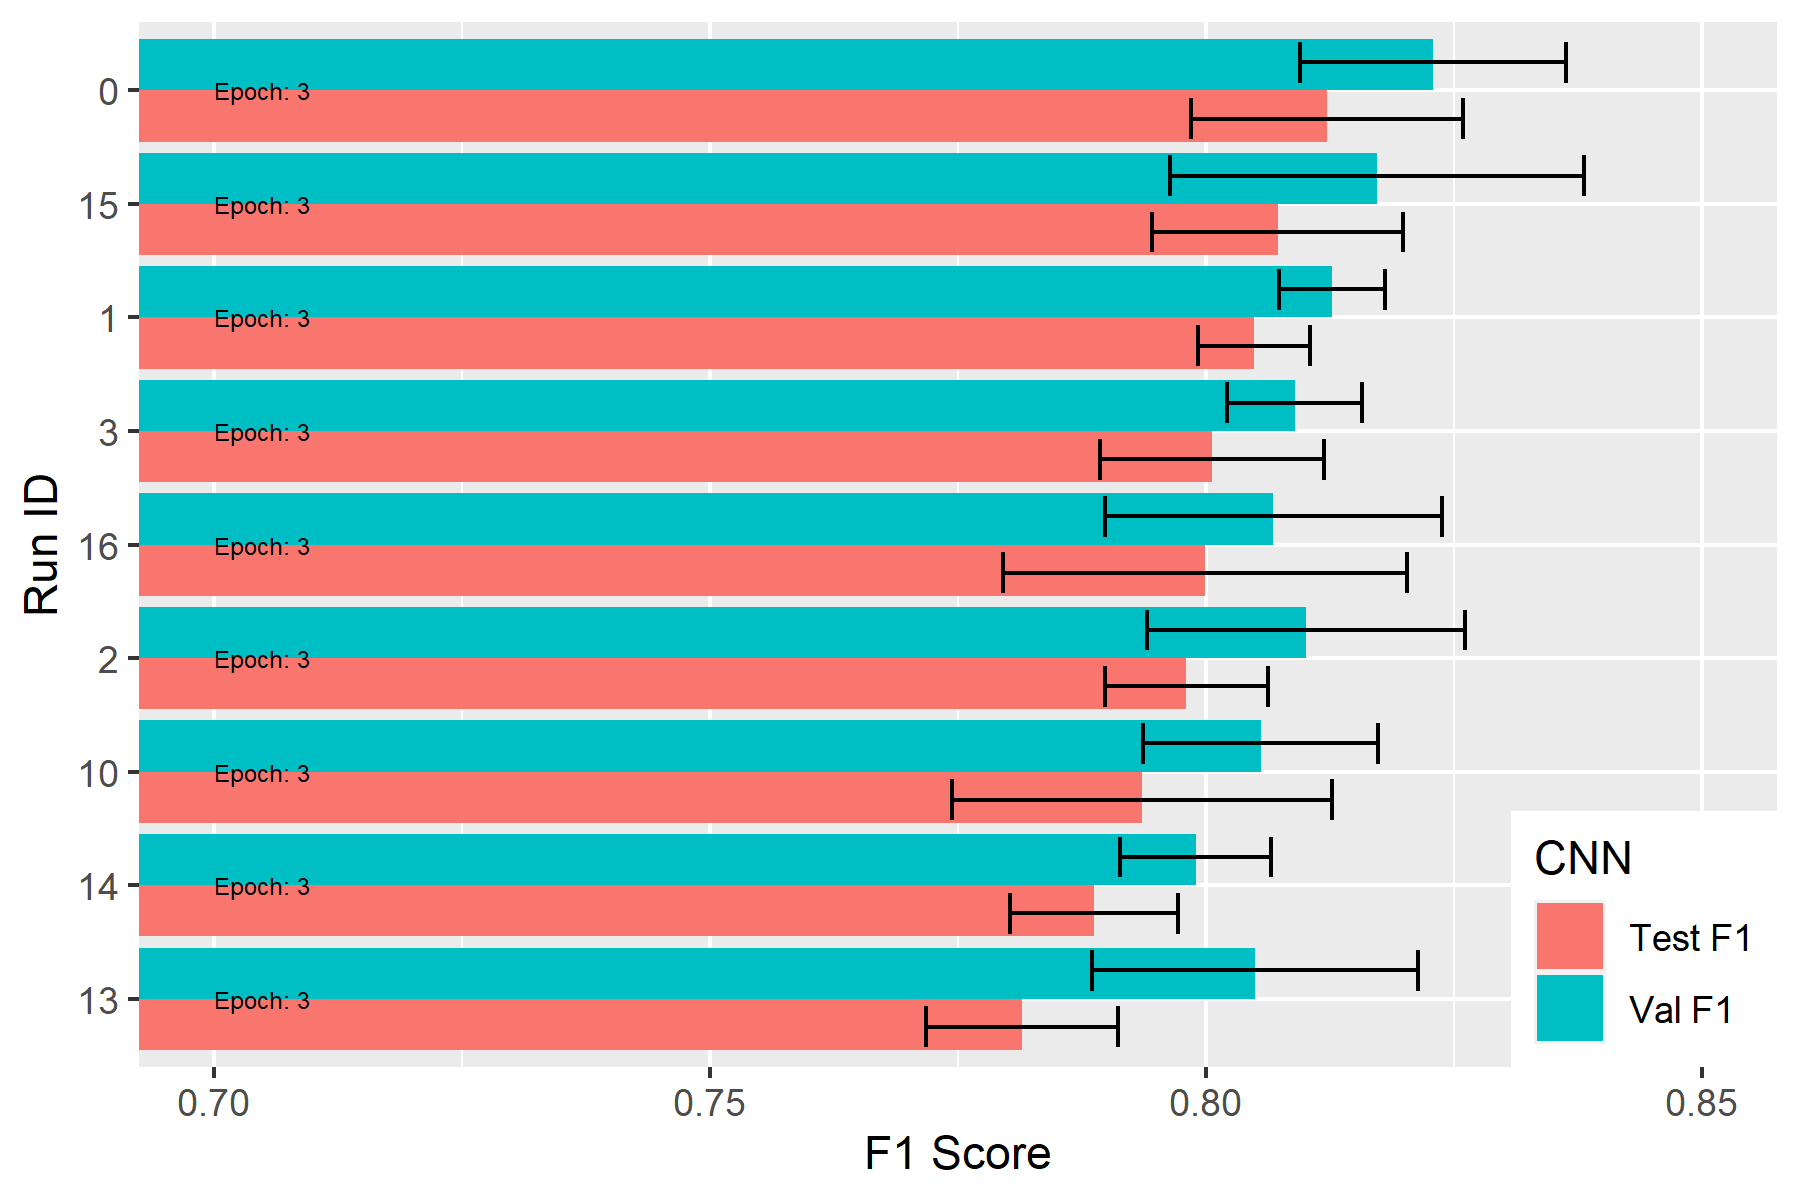 0
Epoch: 3
15
Epoch: 3
1
Epoch: 3
3
Epoch: 3
16
Epoch: 3
2
Epoch: 3
10
Epoch: 3
14
Epoch: 3
13
Epoch: 3
Run ID
0.70 0.75 0.80 0.85
F1 Score
CNN
Test F1
Val F1